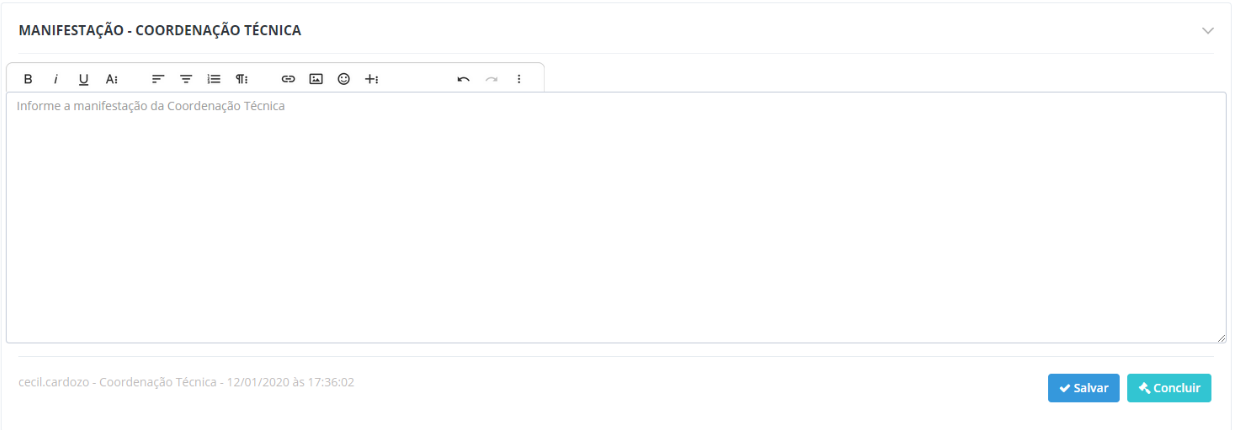 MANIFESTAÇÃO - COORDENAÇÃO TÉCNICA
B i U A
Informe a manifestação da Coordenação Técnica
cecil.cardozo - Coordenação Técnica - 12/01/2020 às 17:36:02
Salvar Concluir